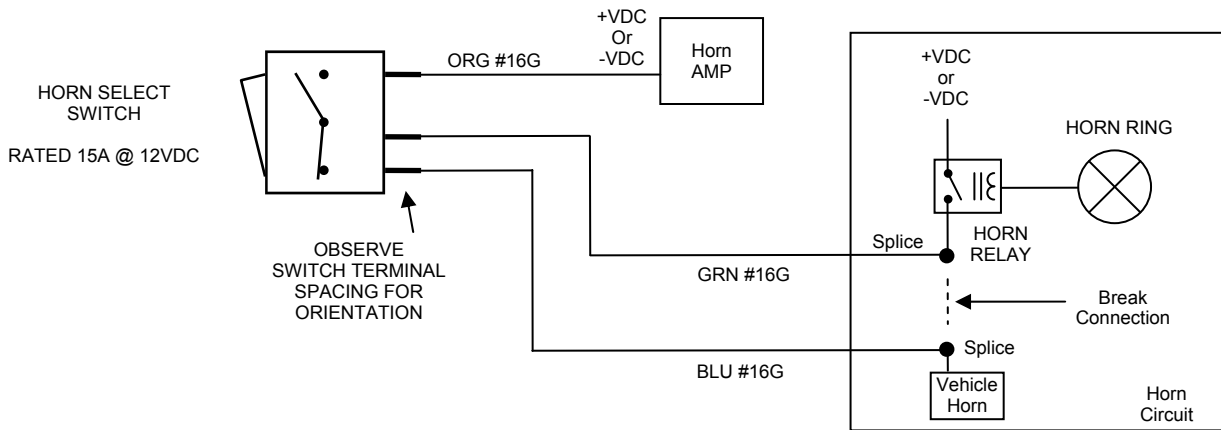 +VDC
Or
-VDC
Horn
AMP
ORG #16G
HORN SELECT
SWITCH
RATED 15A @ 12VDC
+VDC
or
-VDC
HORN RING
HORN
RELAY
OBSERVE
SWITCH TERMINAL
SPACING FOR
ORIENTATION
Splice
GRN #16G
Break
Connection
Splice
BLU #16G
Vehicle
Horn
Horn
Circuit